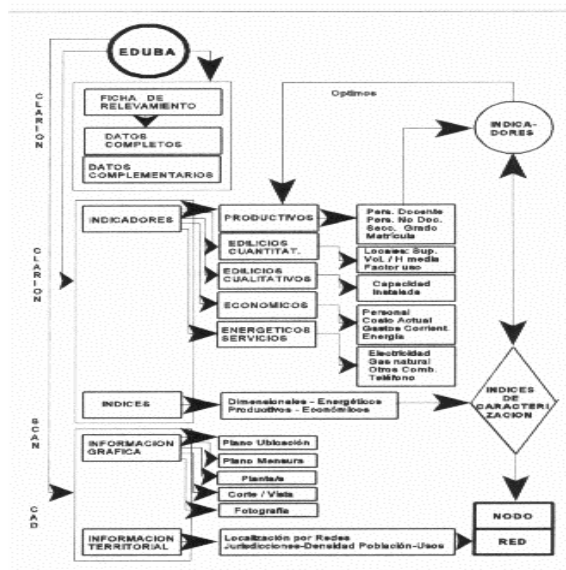 EDUBA
CLARION
FICHA DE
RELEVAMIENTO
DATOS
COMPLETOS
DATOS
COMPLEMENTARIOS
Optimos
INDICA-
DORES
CLARION
INDICADORES
PRODUCTIVOS
Pers. Docente
Pers. No Doc.
Secc. Grado
Matrícula
EDILICIOS
CUANTITAT.
Locales: Sup.
Vol. / H media
Factor uso
EDILICIOS
CUALITATIVOS
Capacidad
Instalada
ECONOMICOS
Personal
Costo Actual
Gastos Corrient.
Energía
ENERGETICOS
SERVICIOS
Electricidad
Gas natural
Otros Comb.
Teléfono
INDICES
Dimensionales - Energéticos
Productivos - Económicos
INDICES
DE
CARACTERI-
ZACION
SCAN
CAD
INFORMACION
GRAFICA
Plano Ubicación
Plano Mensura
Planta/s
Corte / Vista
Fotografía
INFORMACION
TERRITORIAL
Localización por Redes
Jurisdicciones-Densidad Población-Usos
NODO
RED